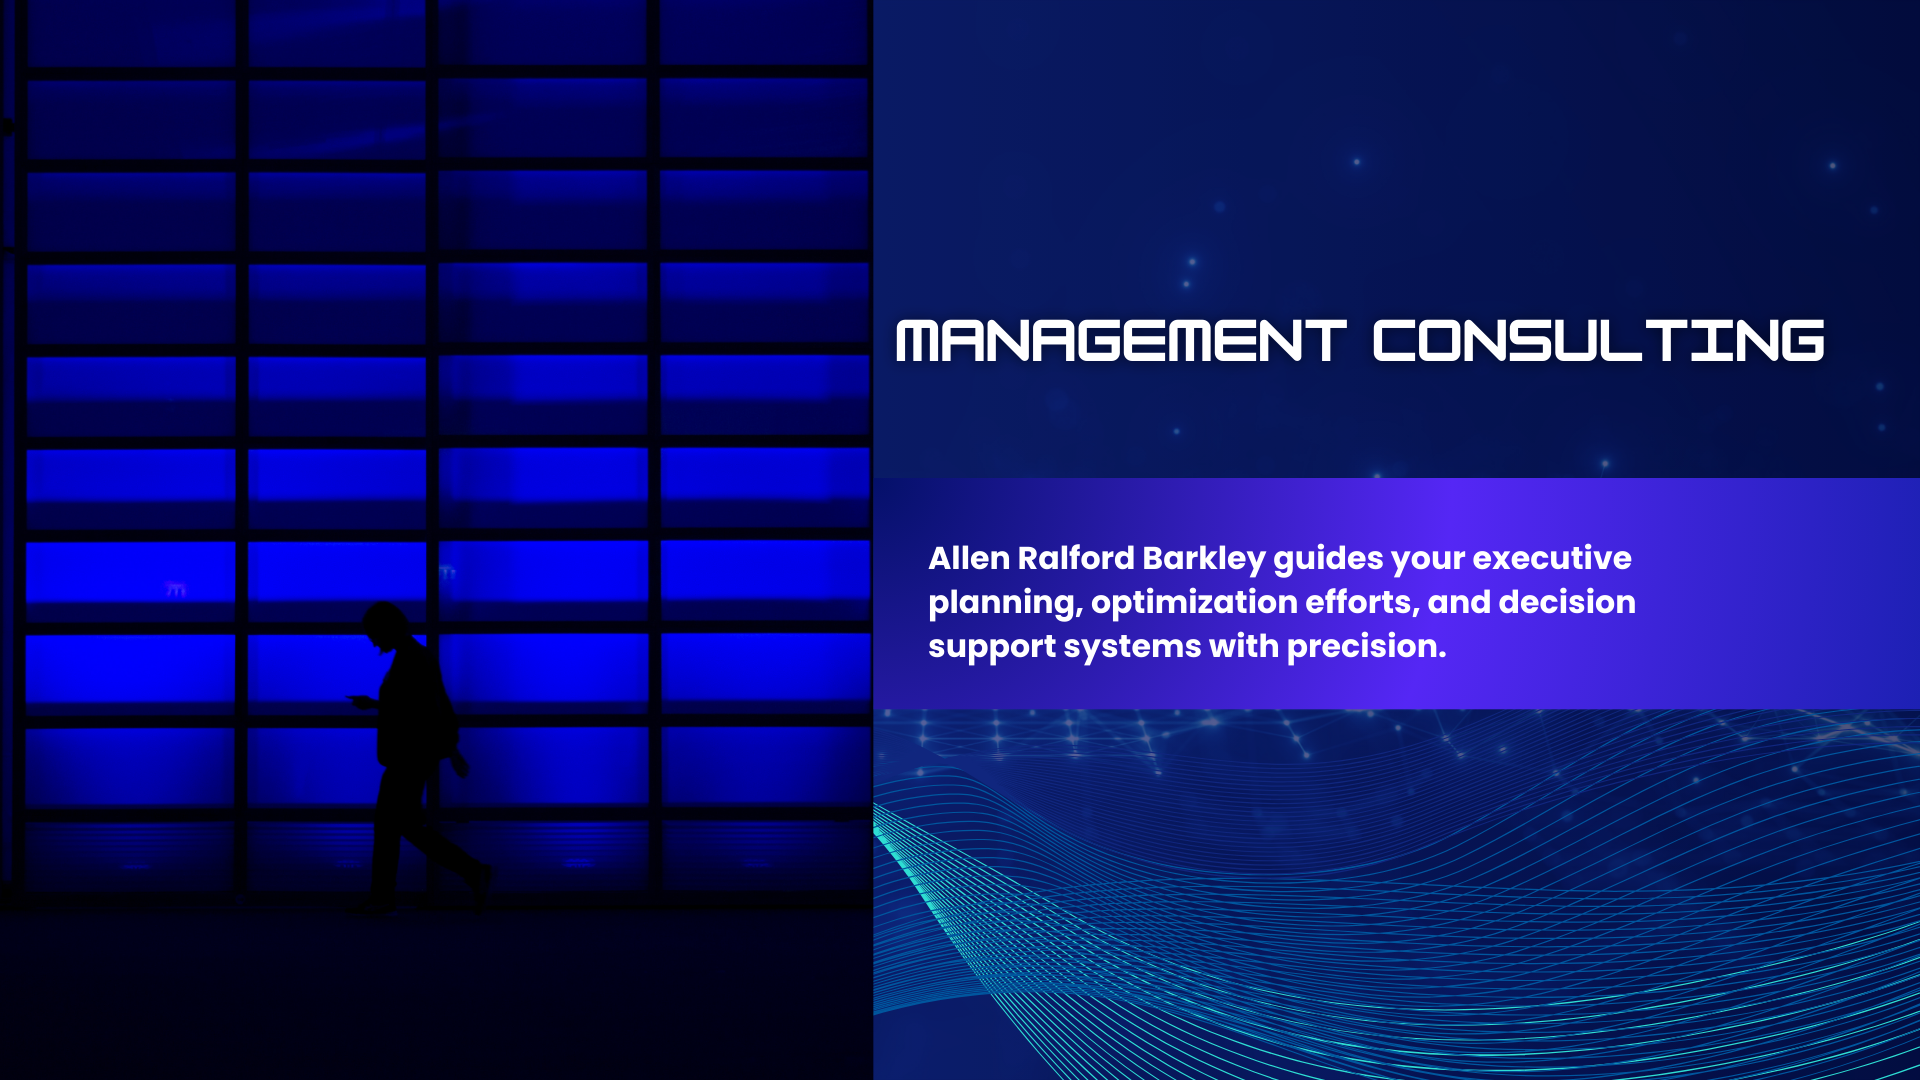 MANAGEMENT CONSULTING
Allen Ralford Barkley guides your executive
planning, optimization efforts, and decision
support systems with precision.